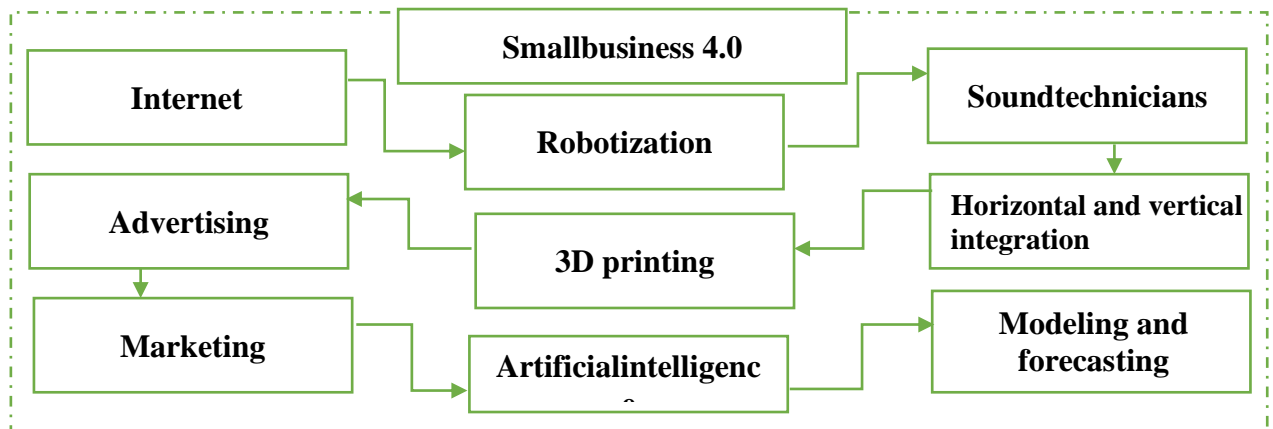 Smallbusiness 4.0
Internet
Robotization
Soundtechnicians
Horizontal and vertical
integration
3D printing
Advertising
Marketing
Artificialintelligenc
Modeling and
forecasting